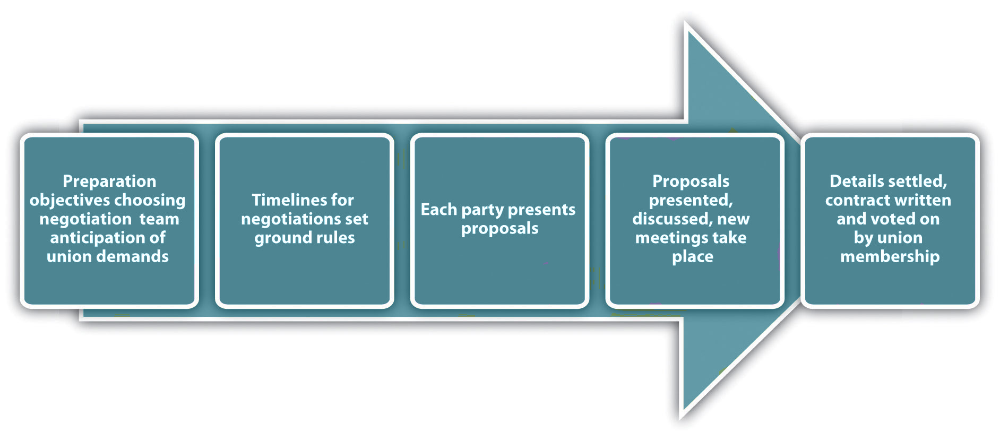 Preparation
objectives choosing
negotiation team
anticipation of
union demands
Timelines for
negotiations set
ground rules
Each party presents
proposals
Proposals
presented,
discussed, new
meetings take
place
Details settled,
contract written
and voted on
by union
membership